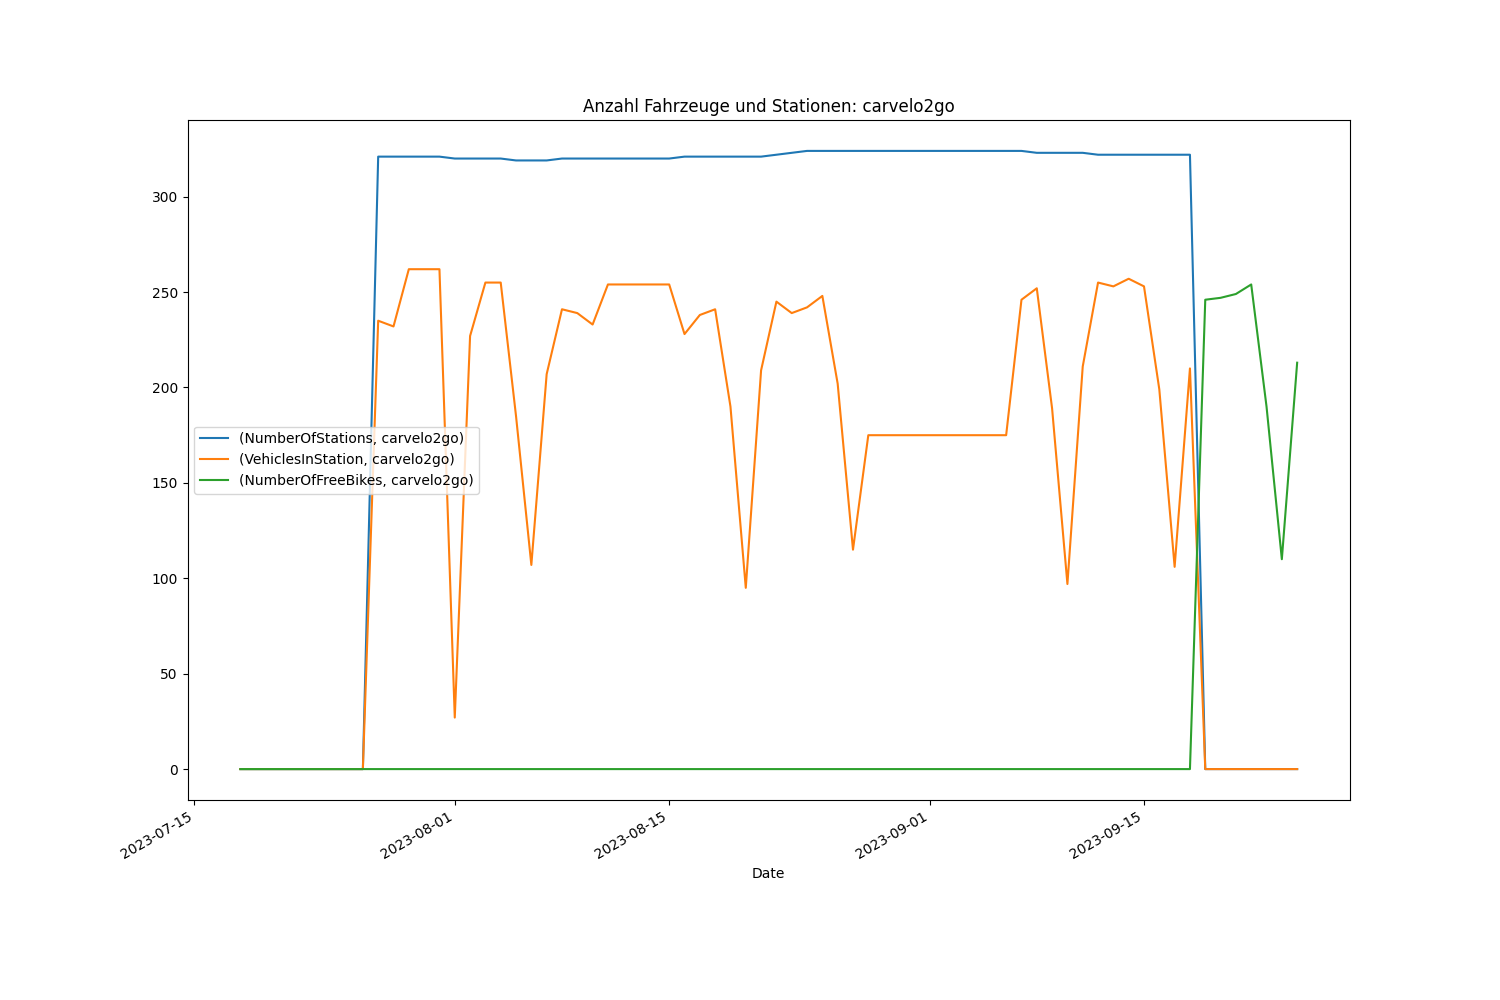 Anzahl Fahrzeuge und Stationen: carvelo2go
300
250
200
150
100
50
0
(NumberOfStations, carvelo2go)
(VehiclesInStation, carvelo2go)
(NumberOfFreeBikes, carvelo2go)
2023-07-15
2023-08-01
2023-08-15
2023-09-01
2023-09-15
Date